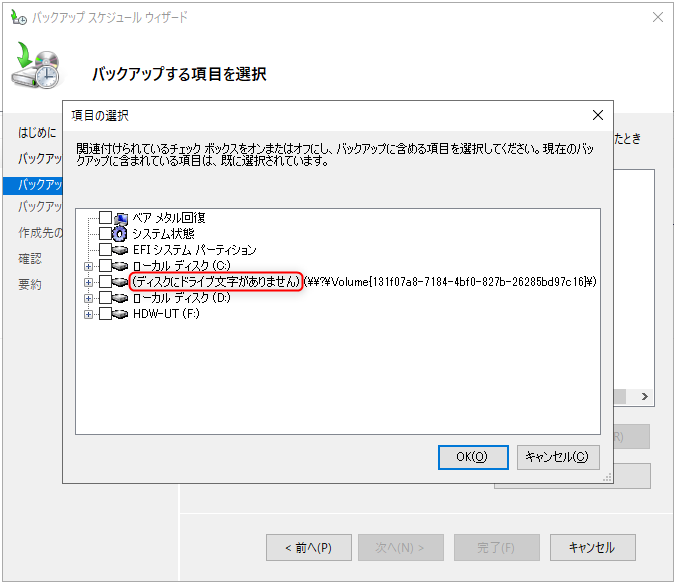 バックアップ スケジュール ウィザード
バックアップする項目を選択
項目の選択
関連付けられているチェック ボックスをオンまたはオフにし、バックアップに含める項目を選択してください。現在のバッ
クアップに含まれている項目は、既に選択されています。
ベア メタル回復
システム状態
EFI システム パーティション
ローカル ディスク (C:)
(ディスクにドライブ文字がありません) (¥¥?¥Volume{131f07a8-7184-4bf0-827b-26285bd97c16}¥)
ローカル ディスク (D:)
HDW-UT (F:)
OK(O)
キャンセル(C)
はじめに
バックアッ
バックアッ
バックアッ
作成先の
確認
要約
たとき
R)
< 前へ(P)
次へ(N) >
完了(F)
キャンセル